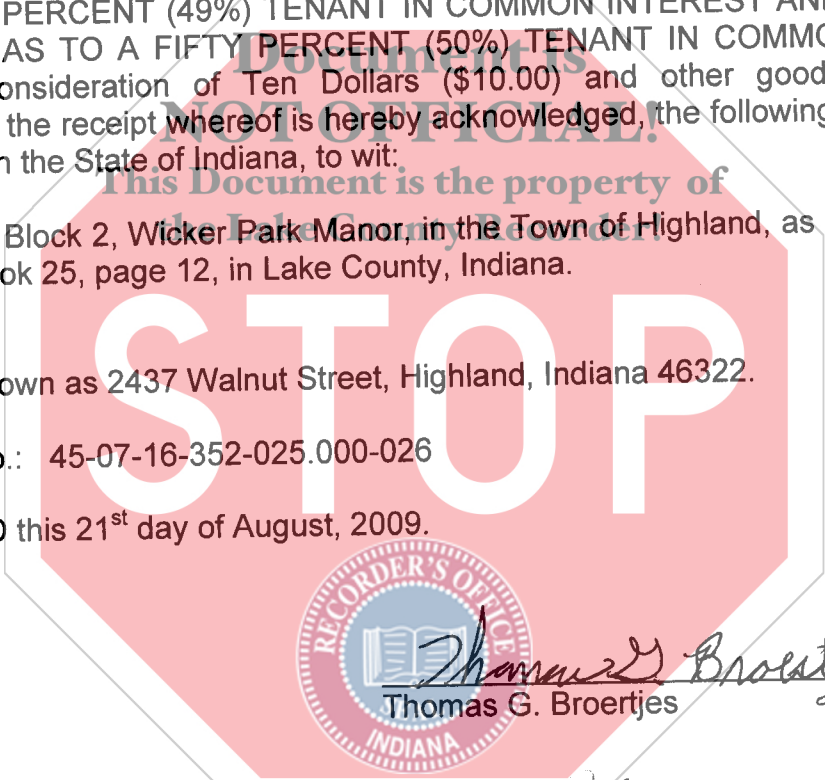 PERCENT (49%) TENANT IN COMMON INTEREST AND
AS TO A FIFTY PERCENT (50%) TENANT IN COMMO
Document is
onsideration of Ten Dollars ($10.00) and other good
NOT OFFICIAL!
the receipt whereof is hereby acknowledged, the following
n the State of Indiana, to wit:
This Document is the property of
the Lake County Recorder!
Block 2, Wicker Park Manor, in the Town of Highland, as
ok 25, page 12, in Lake County, Indiana.
STOP
own as 2437 Walnut Street, Highland, Indiana 46322.
o.: 45-07-16-352-025.000-026
this 21st day of August, 2009.
RECORDER'S OFFICE
Thomas G. Broertj
Thomas G. Broertjes
INDIANA